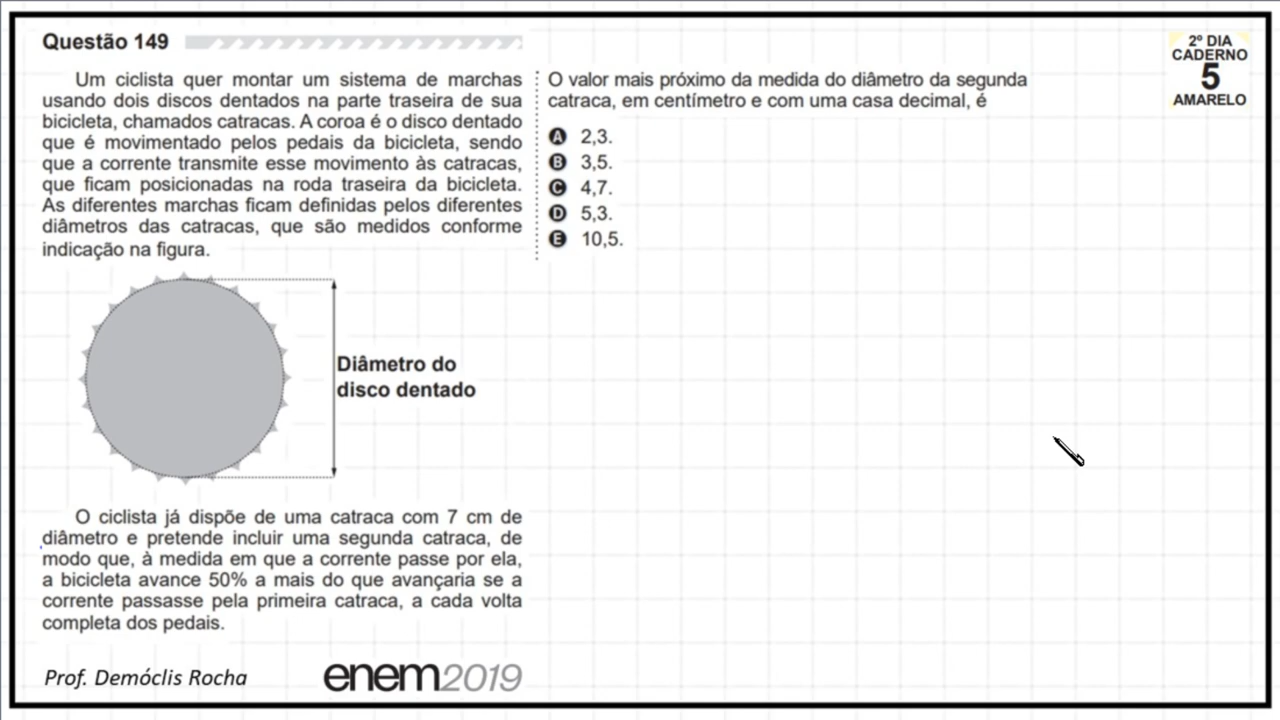 Questão 149
Um ciclista quer montar um sistema de marchas
usando dois discos dentados na parte traseira de sua
bicicleta, chamados catracas. A coroa é o disco dentado
que é movimentado pelos pedais da bicicleta, sendo
que a corrente transmite esse movimento às catracas,
que ficam posicionadas na roda traseira da bicicleta.
As diferentes marchas ficam definidas pelos diferentes
diâmetros das catracas, que são medidos conforme
indicação na figura.
Diâmetro do
disco dentado
O ciclista já dispõe de uma catraca com 7 cm de
diâmetro e pretende incluir uma segunda catraca, de
modo que, à medida em que a corrente passe por ela,
a bicicleta avance 50% a mais do que avançaria se a
corrente passasse pela primeira catraca, a cada volta
completa dos pedais.
O valor mais próximo da medida do diâmetro da segunda
catraca, em centímetro e com uma casa decimal, é
A 2,3.
B 3,5.
C 4,7.
D 5,3.
E 10,5.
2º DIA
CADERNO
5
AMARELO
Prof. Demóclis Rocha
enem2019